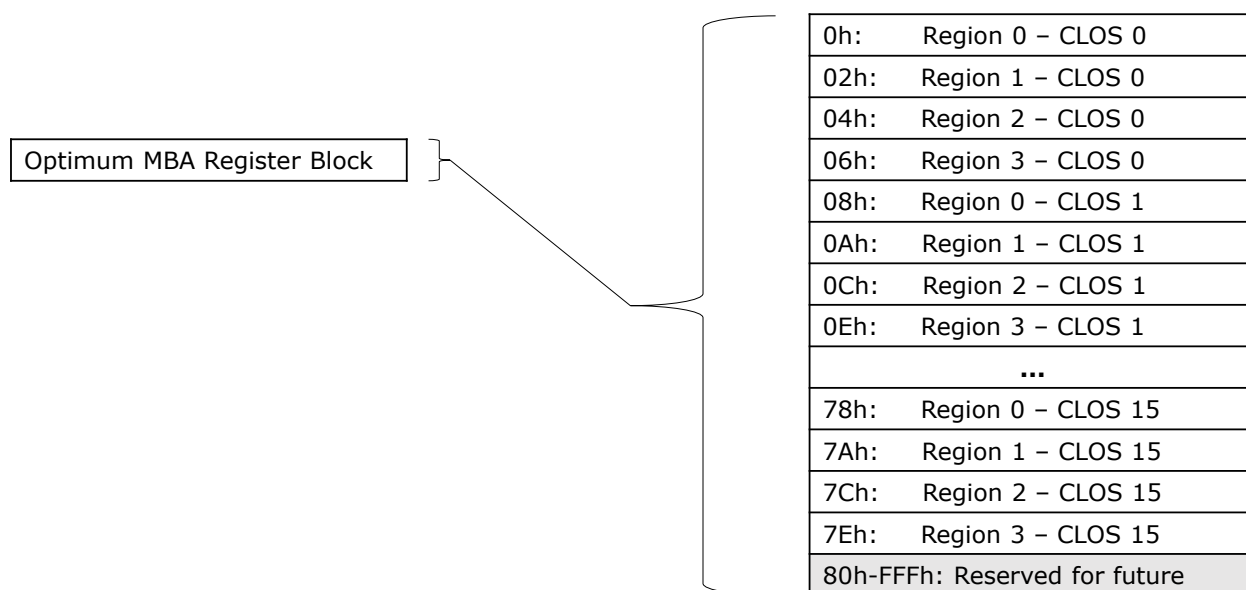 Optimum MBA Register Block
0h: Region 0 – CLOS 0
02h: Region 1 – CLOS 0
04h: Region 2 – CLOS 0
06h: Region 3 – CLOS 0
08h: Region 0 – CLOS 1
0Ah: Region 1 – CLOS 1
0Ch: Region 2 – CLOS 1
0Eh: Region 3 – CLOS 1
...
78h: Region 0 – CLOS 15
7Ah: Region 1 – CLOS 15
7Ch: Region 2 – CLOS 15
7Eh: Region 3 – CLOS 15
80h-FFFh: Reserved for future